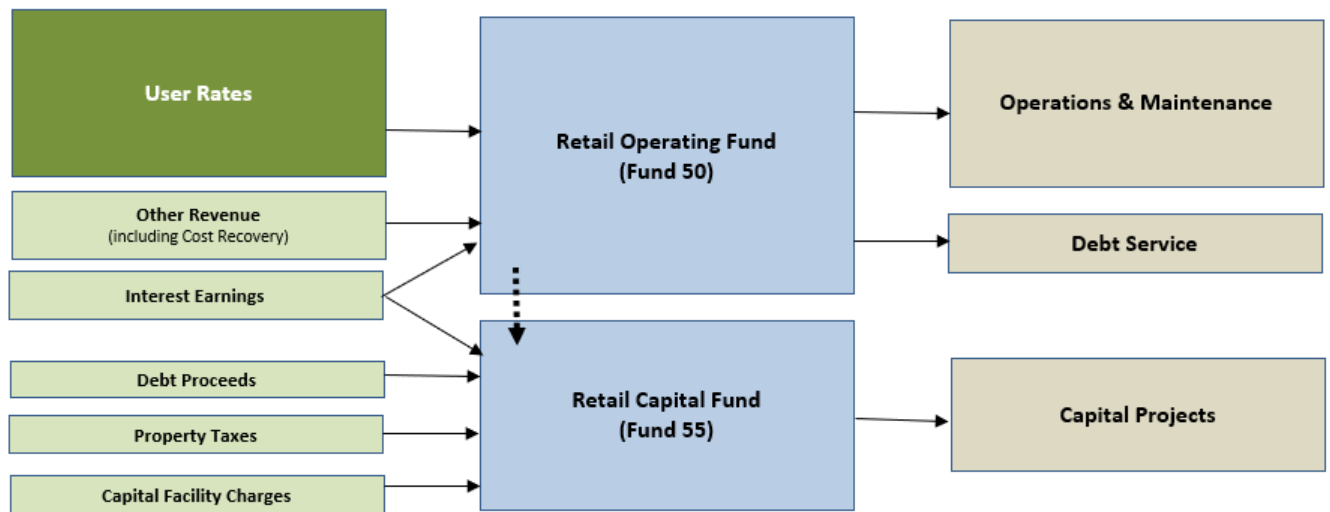 User Rates
Other Revenue
(including Cost Recovery)
Interest Earnings
Debt Proceeds
Property Taxes
Capital Facility Charges
Retail Operating Fund
(Fund 50)
Retail Capital Fund
(Fund 55)
Operations & Maintenance
Debt Service
Capital Projects